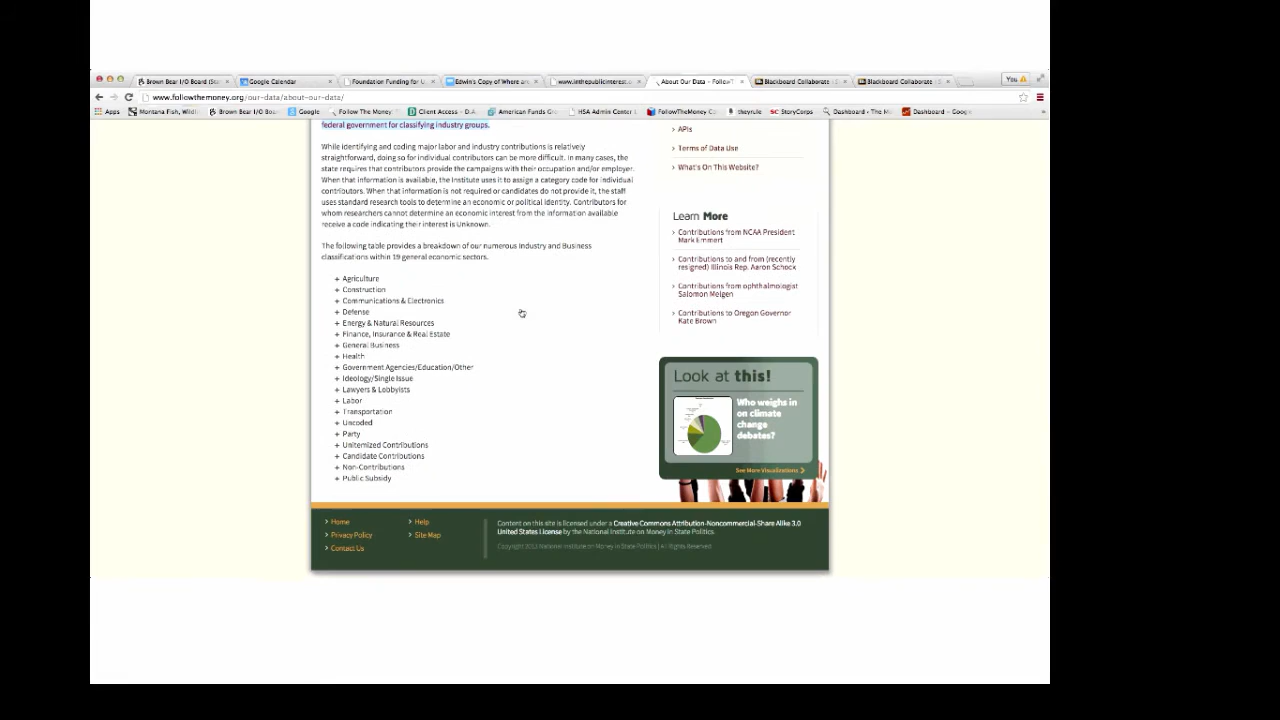 Brown Bear I/O Board (Sta
Google Calendar
Foundation Funding for U
Edwin's Copy of Where are
www.inthepublicinterest.o
About Our Data – FollowT
Blackboard Collaborate
Blackboard Collaborate
You
www.followthemoney.org/our-data/about-our-data/
Apps
Montana Fish, Wildl
Brown Bear I/O Boa
Google
Follow The Money
Client Access – D.A.
American Funds Gro
HSA Admin Center
FollowTheMoney Ca
theyrule
SC StoryCorps
Dashboard • The M
Dashboard – Google
federal government for classifying industry groups.
While identifying and coding major labor and industry contributions is relatively
straightforward, doing so for individual contributors can be more difficult. In many cases, the
state requires that contributors provide the campaigns with their occupation and/or employer.
When that information is available, the Institute uses it to assign a category code for individual
contributors. When that information is not required or candidates do not provide it, the staff
uses standard research tools to determine an economic or political identity. Contributors for
whom researchers cannot determine an economic interest from the information available
receive a code indicating their interest is Unknown.
The following table provides a breakdown of our numerous Industry and Business
classifications within 19 general economic sectors.
+ Agriculture
+ Construction
+ Communications & Electronics
+ Defense
+ Energy & Natural Resources
+ Finance, Insurance & Real Estate
+ General Business
+ Health
+ Government Agencies/Education/Other
+ Ideology/Single Issue
+ Lawyers & Lobbyists
+ Labor
+ Transportation
+ Uncoded
+ Party
+ Unitemized Contributions
+ Candidate Contributions
+ Non-Contributions
+ Public Subsidy
APIs
Terms of Data Use
What's On This Website?
Learn More
Contributions from NCAA President
Mark Emmert
Contributions to and from (recently
resigned) Illinois Rep. Aaron Schock
Contributions from ophthalmologist
Salomon Melgen
Contributions to Oregon Governor
Kate Brown
Look at this!
Who weighs in
on climate
change
debates?
See More Visualizations
Home
Help
Privacy Policy
Site Map
Contact Us
Content on this site is licensed under a Creative Commons Attribution-Noncommercial-Share Alike 3.0
United States License by the National Institute on Money in State Politics.
Copyright 2013 National Institute on Money in State Politics | All Rights Reserved